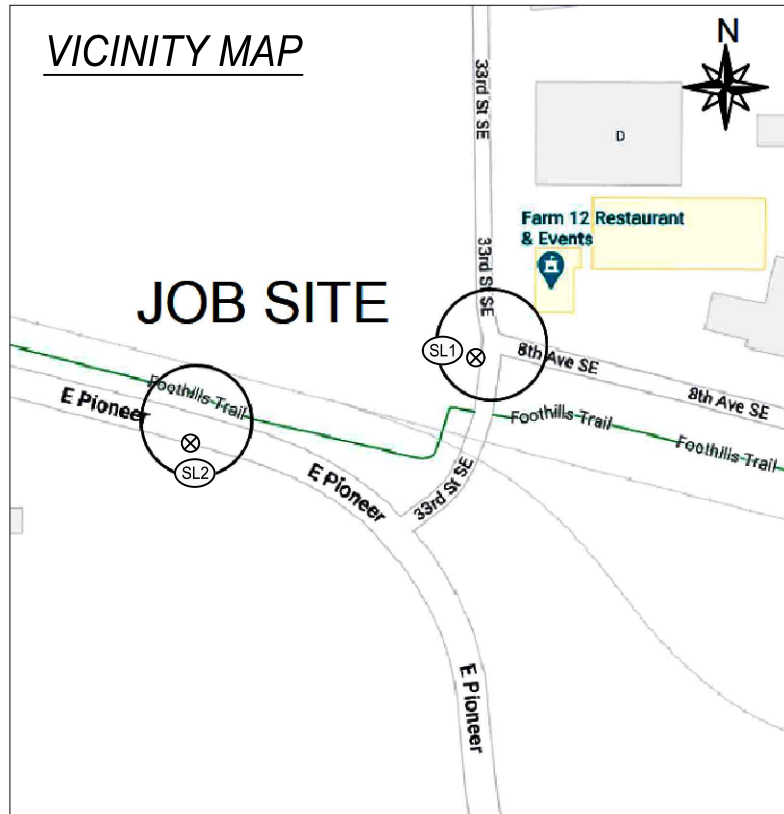 VICINITY MAP
N
33rd St SE
D
Farm 12 Restaurant
& Events
33rd St SE
JOB SITE
SL1
8th Ave SE
Foothills Trail
E Pioneer
8th Ave SE
Foothills Trail
Foothills Trail
SL2
E Pioneer
33rd St SE
E Pioneer